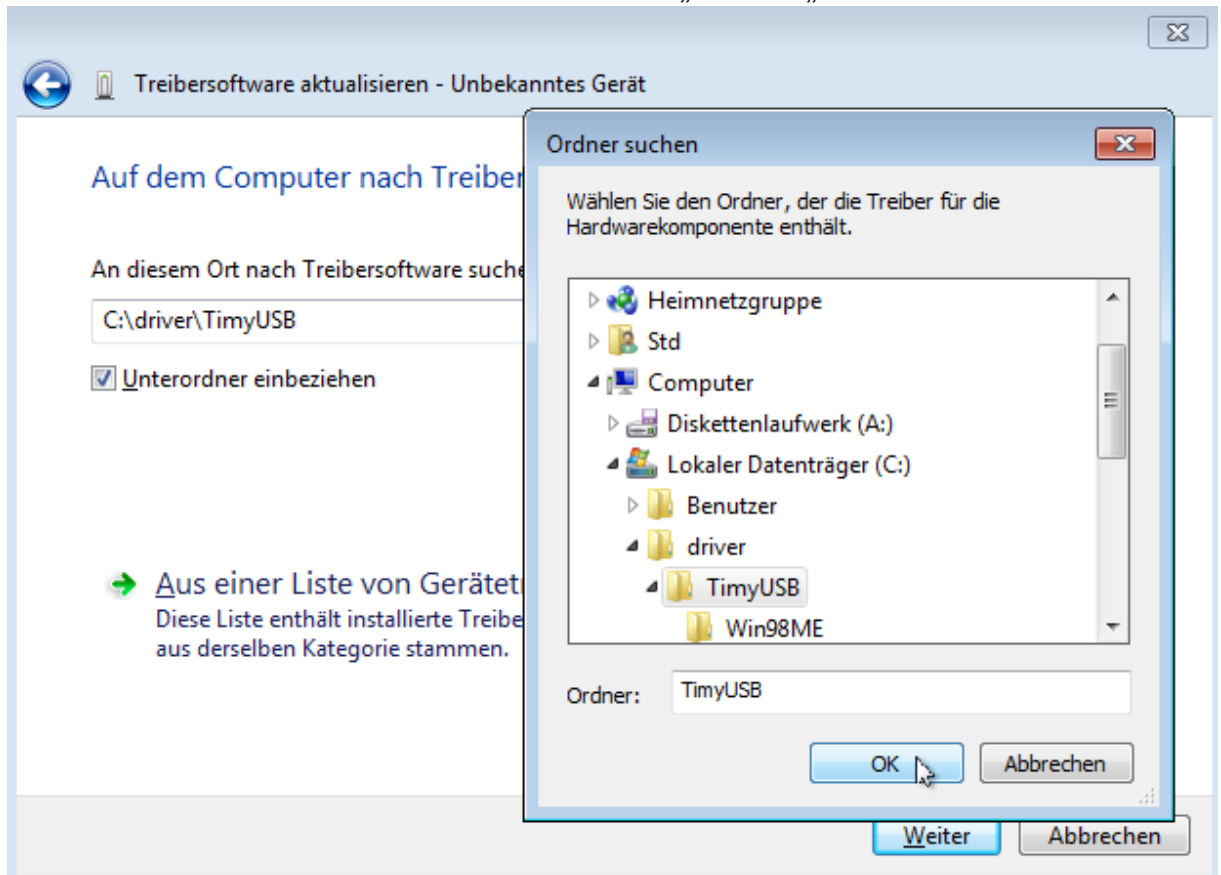 Treibersoftware aktualisieren - Unbekanntes Gerät
Auf dem Computer nach Treiber
An diesem Ort nach Treibersoftware suche
C:\driver\TimyUSB
Unterordner einbeziehen
Aus einer Liste von Gerätet
Diese Liste enthält installierte Treibe
aus derselben Kategorie stammen.
Ordner suchen
Wählen Sie den Ordner, der die Treiber für die
Hardwarekomponente enthält.
Heimnetzgruppe
Std
Computer
Diskettenlaufwerk (A:)
Lokaler Datenträger (C:)
Benutzer
driver
TimyUSB
Win98ME
Ordner: TimyUSB
OK Abbrechen
Weiter Abbrechen